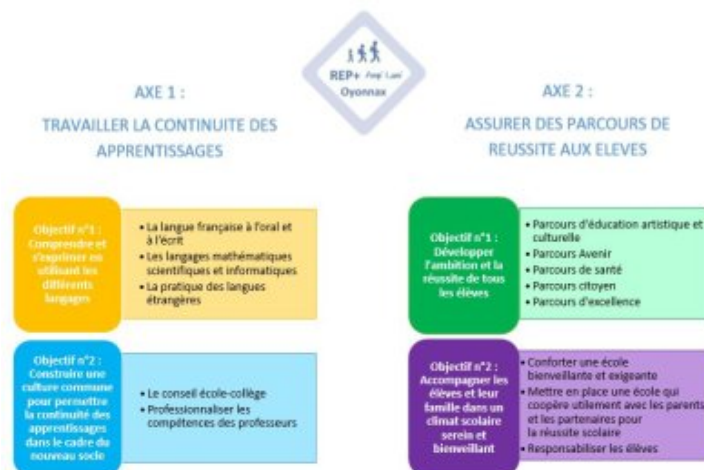 REP+
Oyonnax
AXE 1 :
TRAVAILLER LA CONTINUITE DES
APPRENTISSAGES
Objectif n°1 :
Comprendre et
s'exprimer en
utilisant les
différents
langages
• La langue française à l'oral et
à l'écrit
• Les langages mathématiques
scientifiques et informatiques
• La pratique des langues
étrangères
Objectif n°2 :
Construire une
culture commune
pour permettre
la continuité des
apprentissages
dans le cadre du
nouveau socle
• Le conseil école-collège
• Professionnaliser les
compétences des professeurs
AXE 2 :
ASSURER DES PARCOURS DE
REUSSITE AUX ELEVES
Objectif n°1 :
Développer
l'ambition et la
réussite de tous
les élèves
• Parcours d'éducation artistique et
culturelle
• Parcours Avenir
• Parcours de santé
• Parcours citoyen
• Parcours d'excellence
Objectif n°2 :
Accompagner les
élèves et leur
famille dans un
climat scolaire
serein et
bienveillant
• Conforter une école
bienveillante et exigeante
• Mettre en place une école qui
coopère utilement avec les parents
et les partenaires pour
la réussite scolaire
• Responsabiliser les élèves